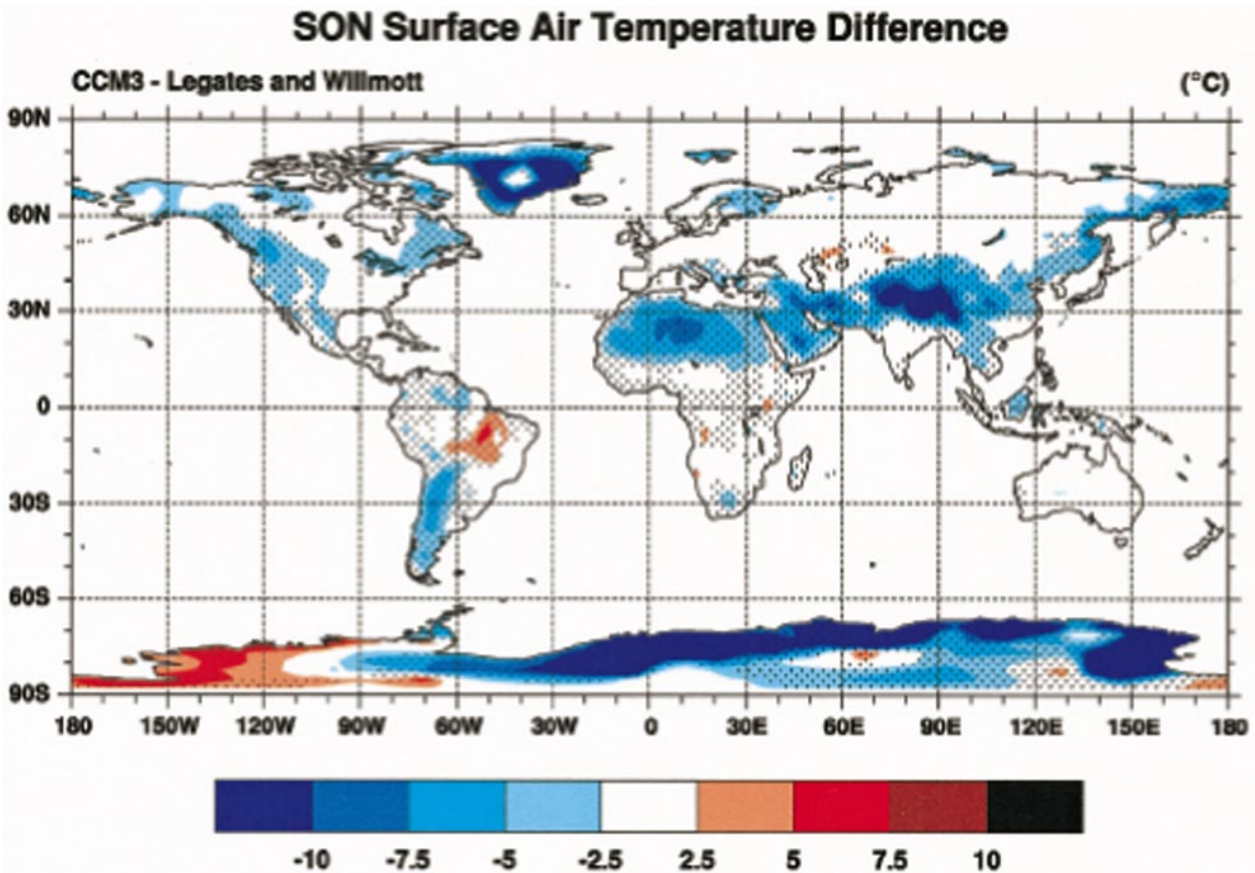 SON Surface Air Temperature Difference
CCM3 - Legates and Willmott (°C)
90N
60N
30N
0
30S
60S
90S
180 150W 120W 90W 60W 30W 0 30E 60E 90E 120E 150E 180
-10 -7.5 -5 -2.5 2.5 5 7.5 10